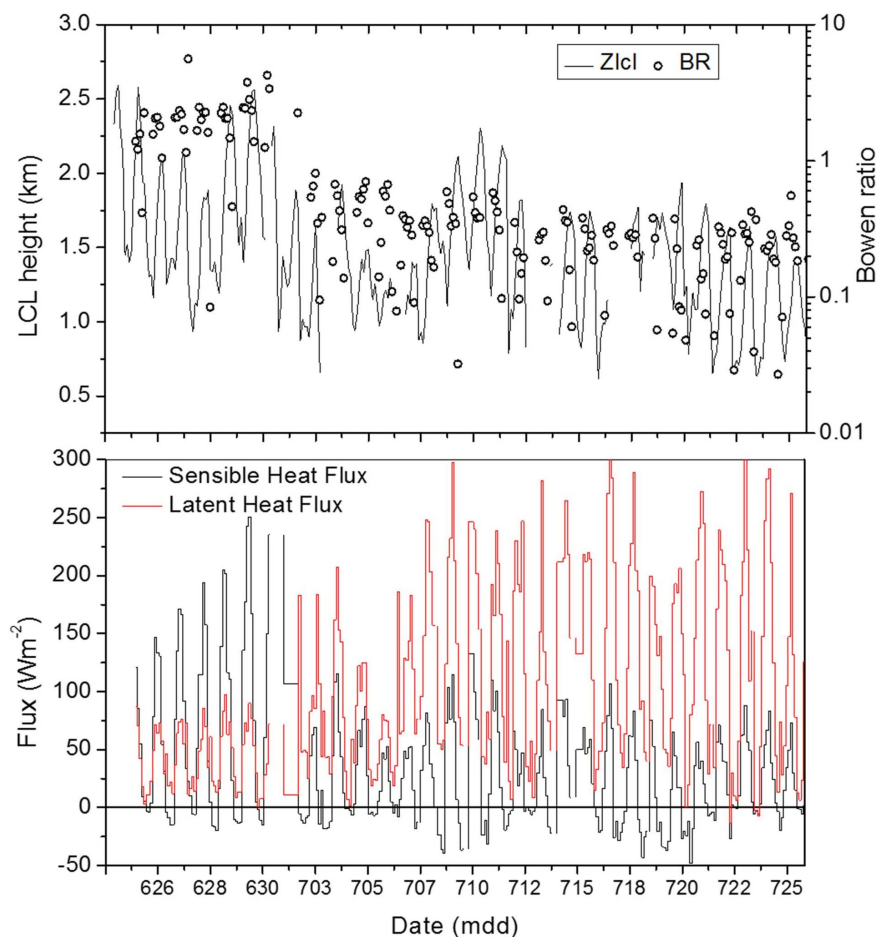 3.0
2.5
2.0
1.5
1.0
0.5
LCL height (km)
Zlcl
BR
10
1
0.1
0.01
Bowen ratio
300
250
200
150
100
50
0
-50
Flux (Wm-2)
Sensible Heat Flux
Latent Heat Flux
626 628 630 703 705 707 710 712 715 718 720 722 725
Date (mdd)